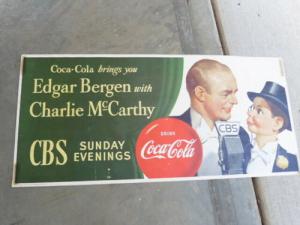 Coca-Cola brings you
Edgar Bergen with
Charlie McCarthy
CBS SUNDAY
EVENINGS
DRINK
Coca-Cola
CBS